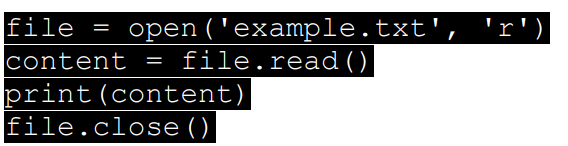 file = open('example.txt', 'r')
content = file.read()
print(content)
file.close()